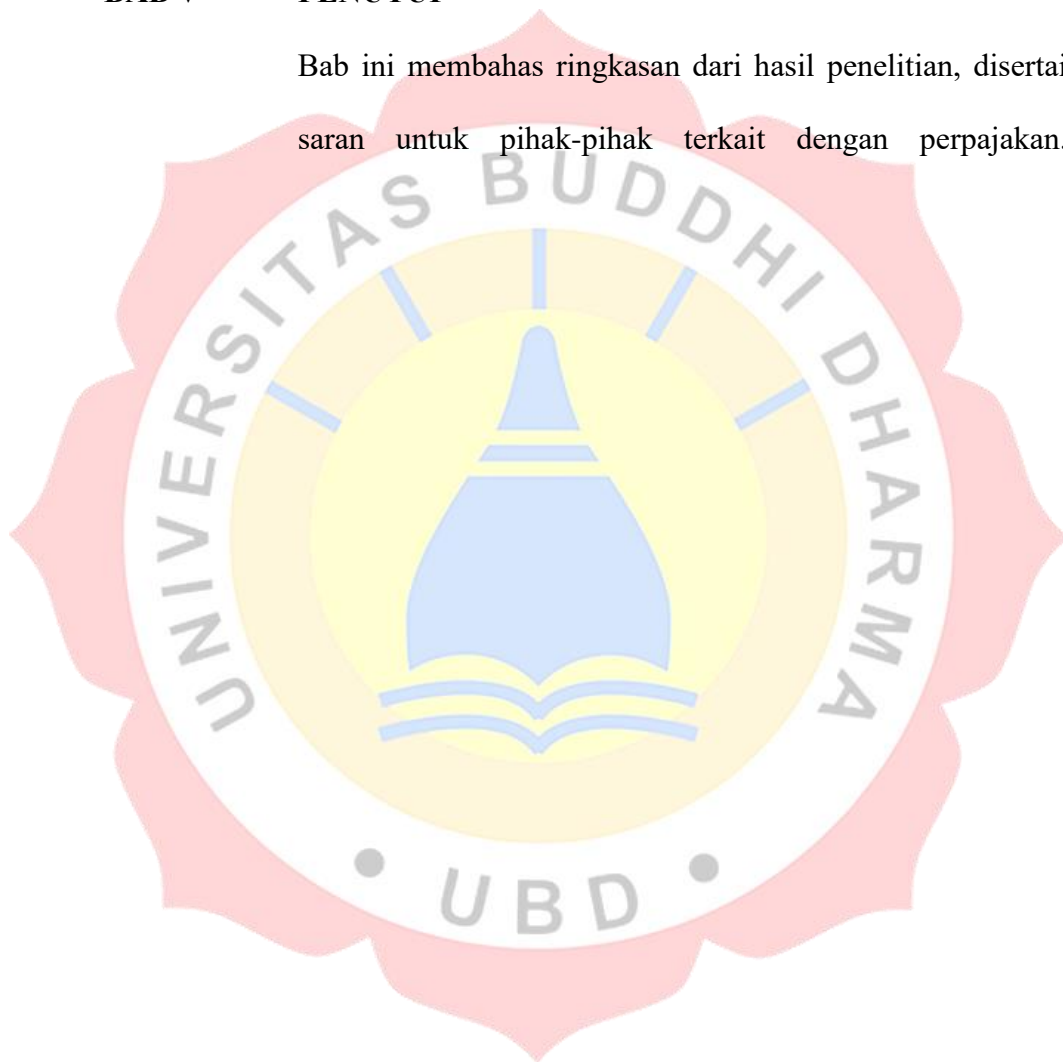 BAB V PENUTUP
Bab ini membahas ringkasan dari hasil penelitian, disertai
saran untuk pihak-pihak terkait dengan perpajakan.
UNIVERSITAS BUDDHI DHARMA
• UBD •